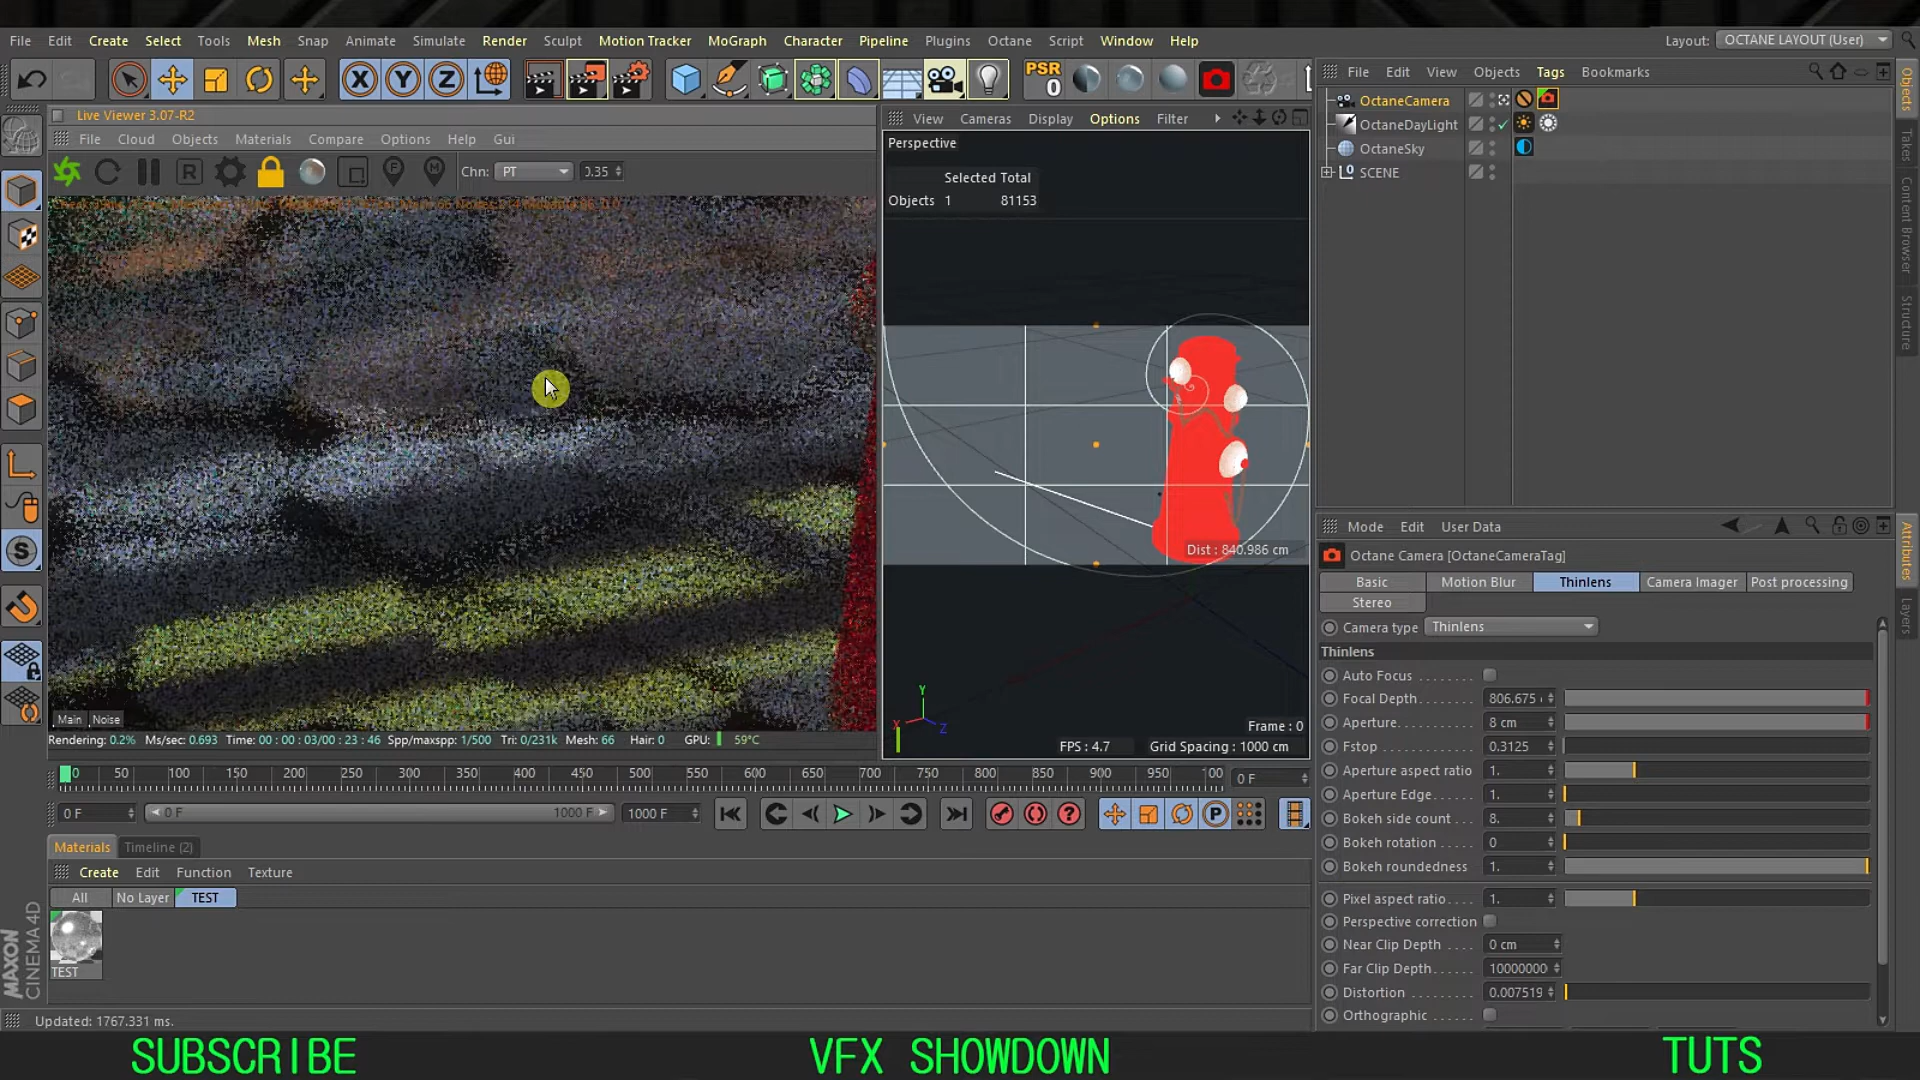 File Edit Create Select Tools Mesh Snap Animate Simulate Render Sculpt Motion Tracker MoGraph Character Pipeline Plugins Octane Script Window Help
Layout: OCTANE LAYOUT (User)
X Y Z PSR 0
File Edit View Objects Tags Bookmarks
OctaneCamera
OctaneDayLight
OctaneSky
SCENE
Objects
Takes
Content Browser
Structure
Live Viewer 3.07-R2
File Cloud Objects Materials Compare Options Help Gui
R F M Chn: PT 0.35
Main Noise
Rendering: 0.2% Ms/sec: 0.693 Time: 00 : 00 : 03/00 : 23 : 46 Spp/maxspp: 1/500 Tri: 0/231k Mesh: 66 Hair: 0 GPU: 59°C
View Cameras Display Options Filter
Perspective
Selected Total
Objects 1 81153
Dist : 840.986 cm
Y
X Z
Frame : 0
FPS : 4.7 Grid Spacing : 1000 cm
Mode Edit User Data
Octane Camera [OctaneCameraTag]
Basic Motion Blur Thinlens Camera Imager Post processing
Stereo
Camera type Thinlens
Thinlens
Auto Focus
Focal Depth 806.675
Aperture 8 cm
Fstop 0.3125
Aperture aspect ratio 1.
Aperture Edge 1.
Bokeh side count 8.
Bokeh rotation 0
Bokeh roundedness 1.
Pixel aspect ratio 1.
Perspective correction
Near Clip Depth 0 cm
Far Clip Depth 10000000
Distortion 0.007519
Orthographic
Attributes
Layers
0 50 100 150 200 250 300 350 400 450 500 550 600 650 700 750 800 850 900 950 00 0 F
0 F 0 F 1000 F 1000 F
P
Materials Timeline (2)
Create Edit Function Texture
All No Layer TEST
TEST
MAXON CINEMA 4D
Updated: 1767.331 ms.
SUBSCRIBE VFX SHOWDOWN TUTS